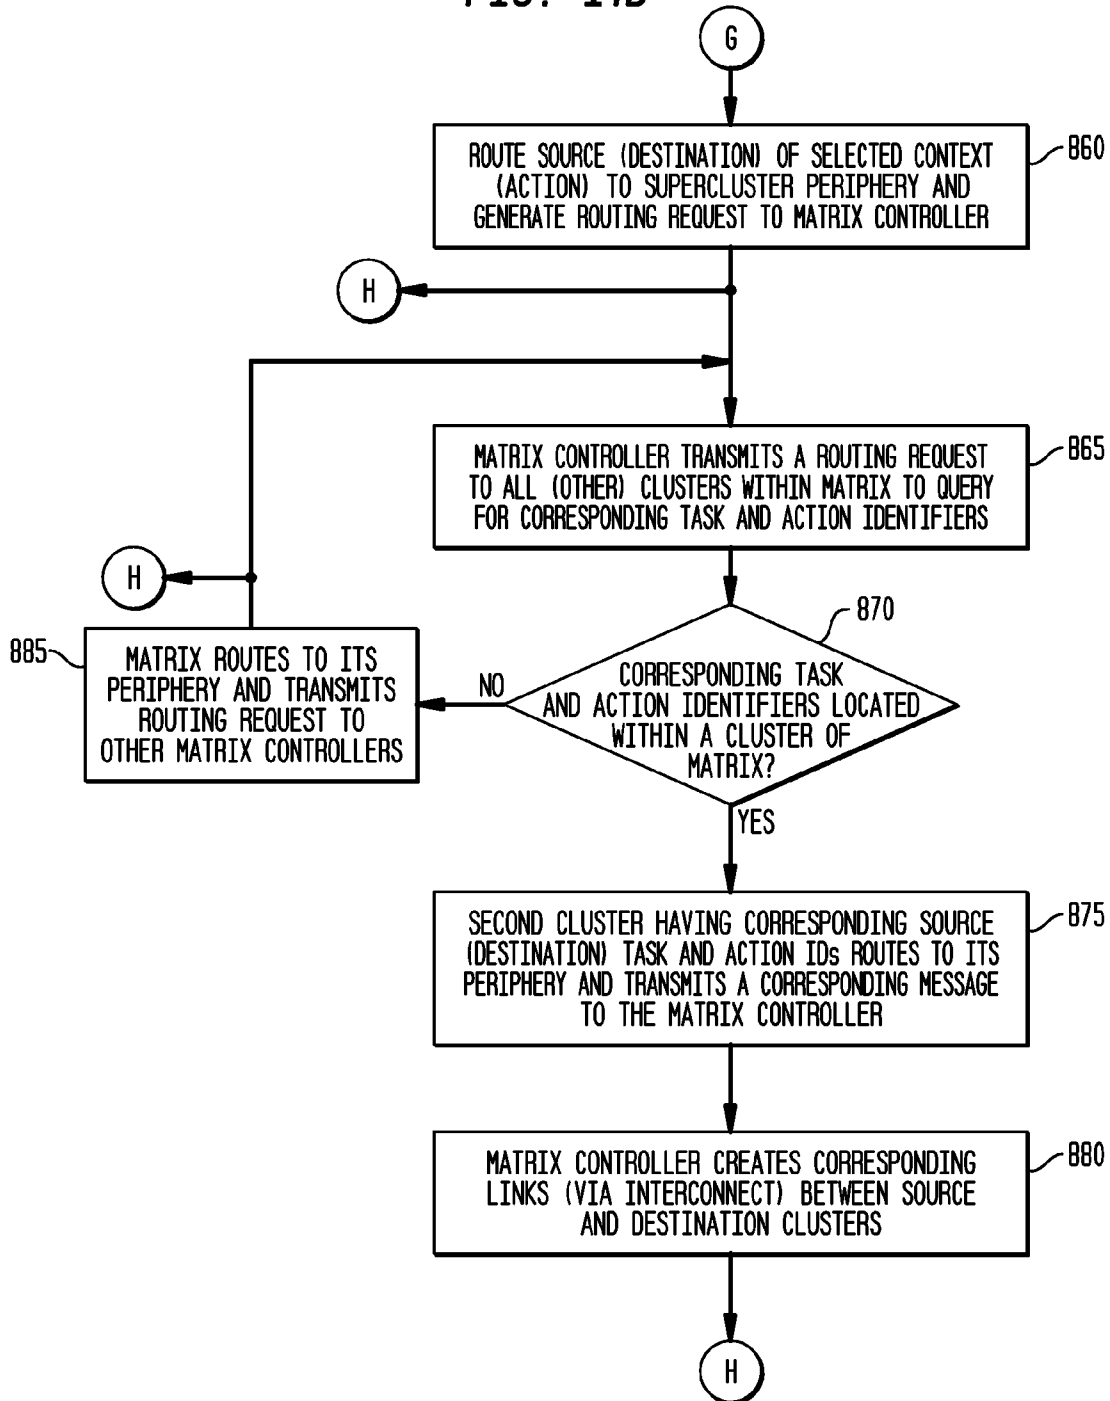 G
ROUTE SOURCE (DESTINATION) OF SELECTED CONTEXT
(ACTION) TO SUPERCLUSTER PERIPHERY AND
GENERATE ROUTING REQUEST TO MATRIX CONTROLLER
860
H
MATRIX CONTROLLER TRANSMITS A ROUTING REQUEST
TO ALL (OTHER) CLUSTERS WITHIN MATRIX TO QUERY
FOR CORRESPONDING TASK AND ACTION IDENTIFIERS
865
H
870
885
MATRIX ROUTES TO ITS
PERIPHERY AND TRANSMITS
ROUTING REQUEST TO
OTHER MATRIX CONTROLLERS
NO
CORRESPONDING TASK
AND ACTION IDENTIFIERS LOCATED
WITHIN A CLUSTER OF
MATRIX?
YES
SECOND CLUSTER HAVING CORRESPONDING SOURCE
(DESTINATION) TASK AND ACTION IDs ROUTES TO ITS
PERIPHERY AND TRANSMITS A CORRESPONDING MESSAGE
TO THE MATRIX CONTROLLER
875
MATRIX CONTROLLER CREATES CORRESPONDING
LINKS (VIA INTERCONNECT) BETWEEN SOURCE
AND DESTINATION CLUSTERS
880
H